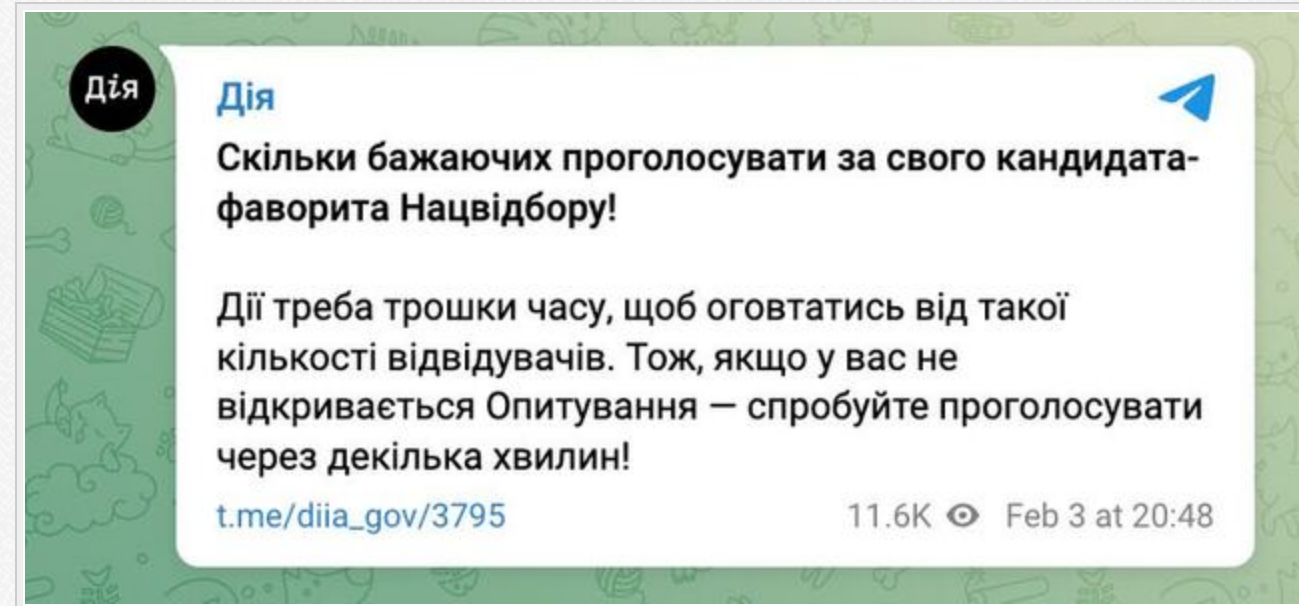 Дія
Дія
Скільки бажаючих проголосувати за свого кандидата-
фаворита Нацвідбору!
Дії треба трошки часу, щоб оговтатись від такої
кількості відвідувачів. Тож, якщо у вас не
відкривається Опитування — спробуйте проголосувати
через декілька хвилин!
t.me/diia_gov/3795 11.6K Feb 3 at 20:48